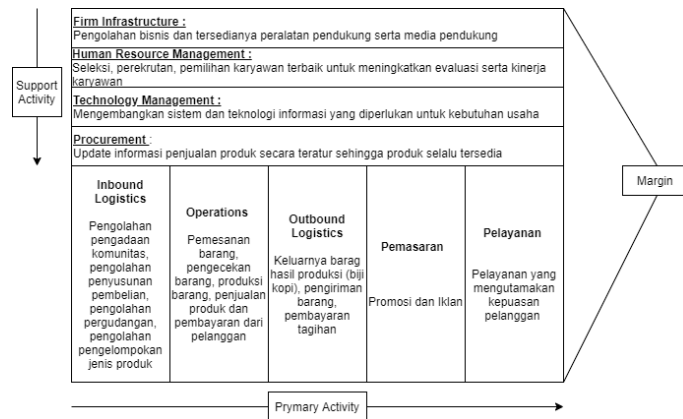 Firm Infrastructure :
Pengolahan bisnis dan tersedianya peralatan pendukung serta media pendukung
Human Resource Management :
Seleksi, perekrutan, pemilihan karyawan terbaik untuk meningkatkan evaluasi serta kinerja
karyawan
Support
Activity
Technology Management :
Mengembangkan sistem dan teknologi informasi yang diperlukan untuk kebutuhan usaha
Procurement :
Update informasi penjualan produk secara teratur sehingga produk selalu tersedia
Inbound
Logistics
Pengolahan
pengadaan
komunitas,
pengolahan
penyusunan
pembelian,
pengolahan
pergudangan,
pengolahan
pengelompokan
jenis produk
Operations
Pemesanan
barang,
pengecekan
barang, produksi
barang, penjualan
produk dan
pembayaran dari
pelanggan
Outbound
Logistics
Keluarnya barag
hasil produksi (biji
kopi), pengiriman
barang,
pembayaran
tagihan
Pemasaran
Promosi dan Iklan
Pelayanan
Pelayanan yang
mengutamakan
kepuasan
pelanggan
Margin
Prymary Activity